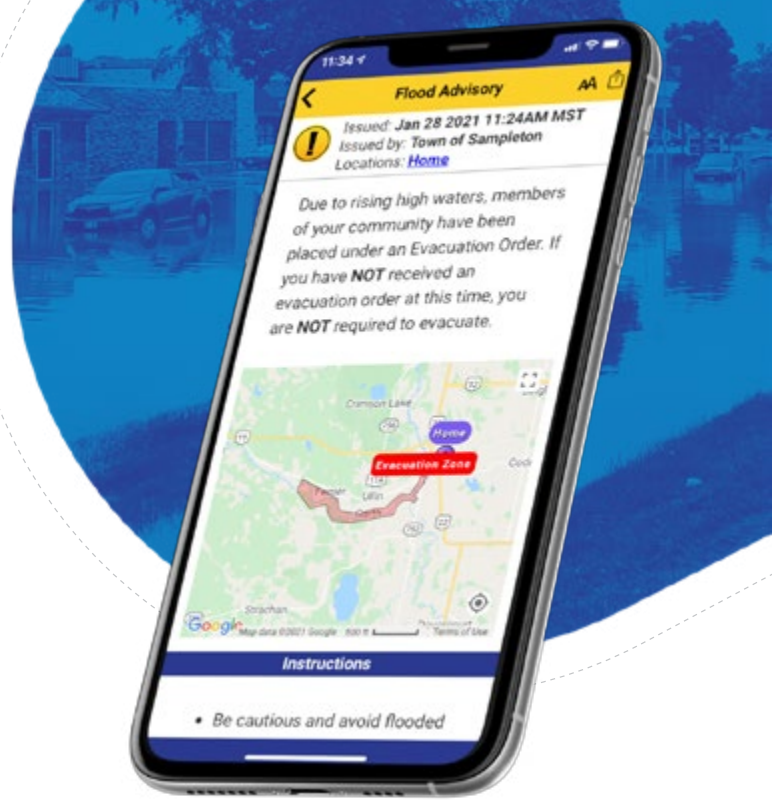 11:34
Flood Advisory
AA
Issued: Jan 28 2021 11:24AM MST
Issued by: Town of Sampleton
Locations: Home
Due to rising high waters, members
of your community have been
placed under an Evacuation Order. If
you have NOT received an
evacuation order at this time, you
are NOT required to evacuate.
Crimson Lake
Home
Evacuation Zone
Strachan
Google
Map data ©2021 Google
Terms of Use
Instructions
• Be cautious and avoid flooded